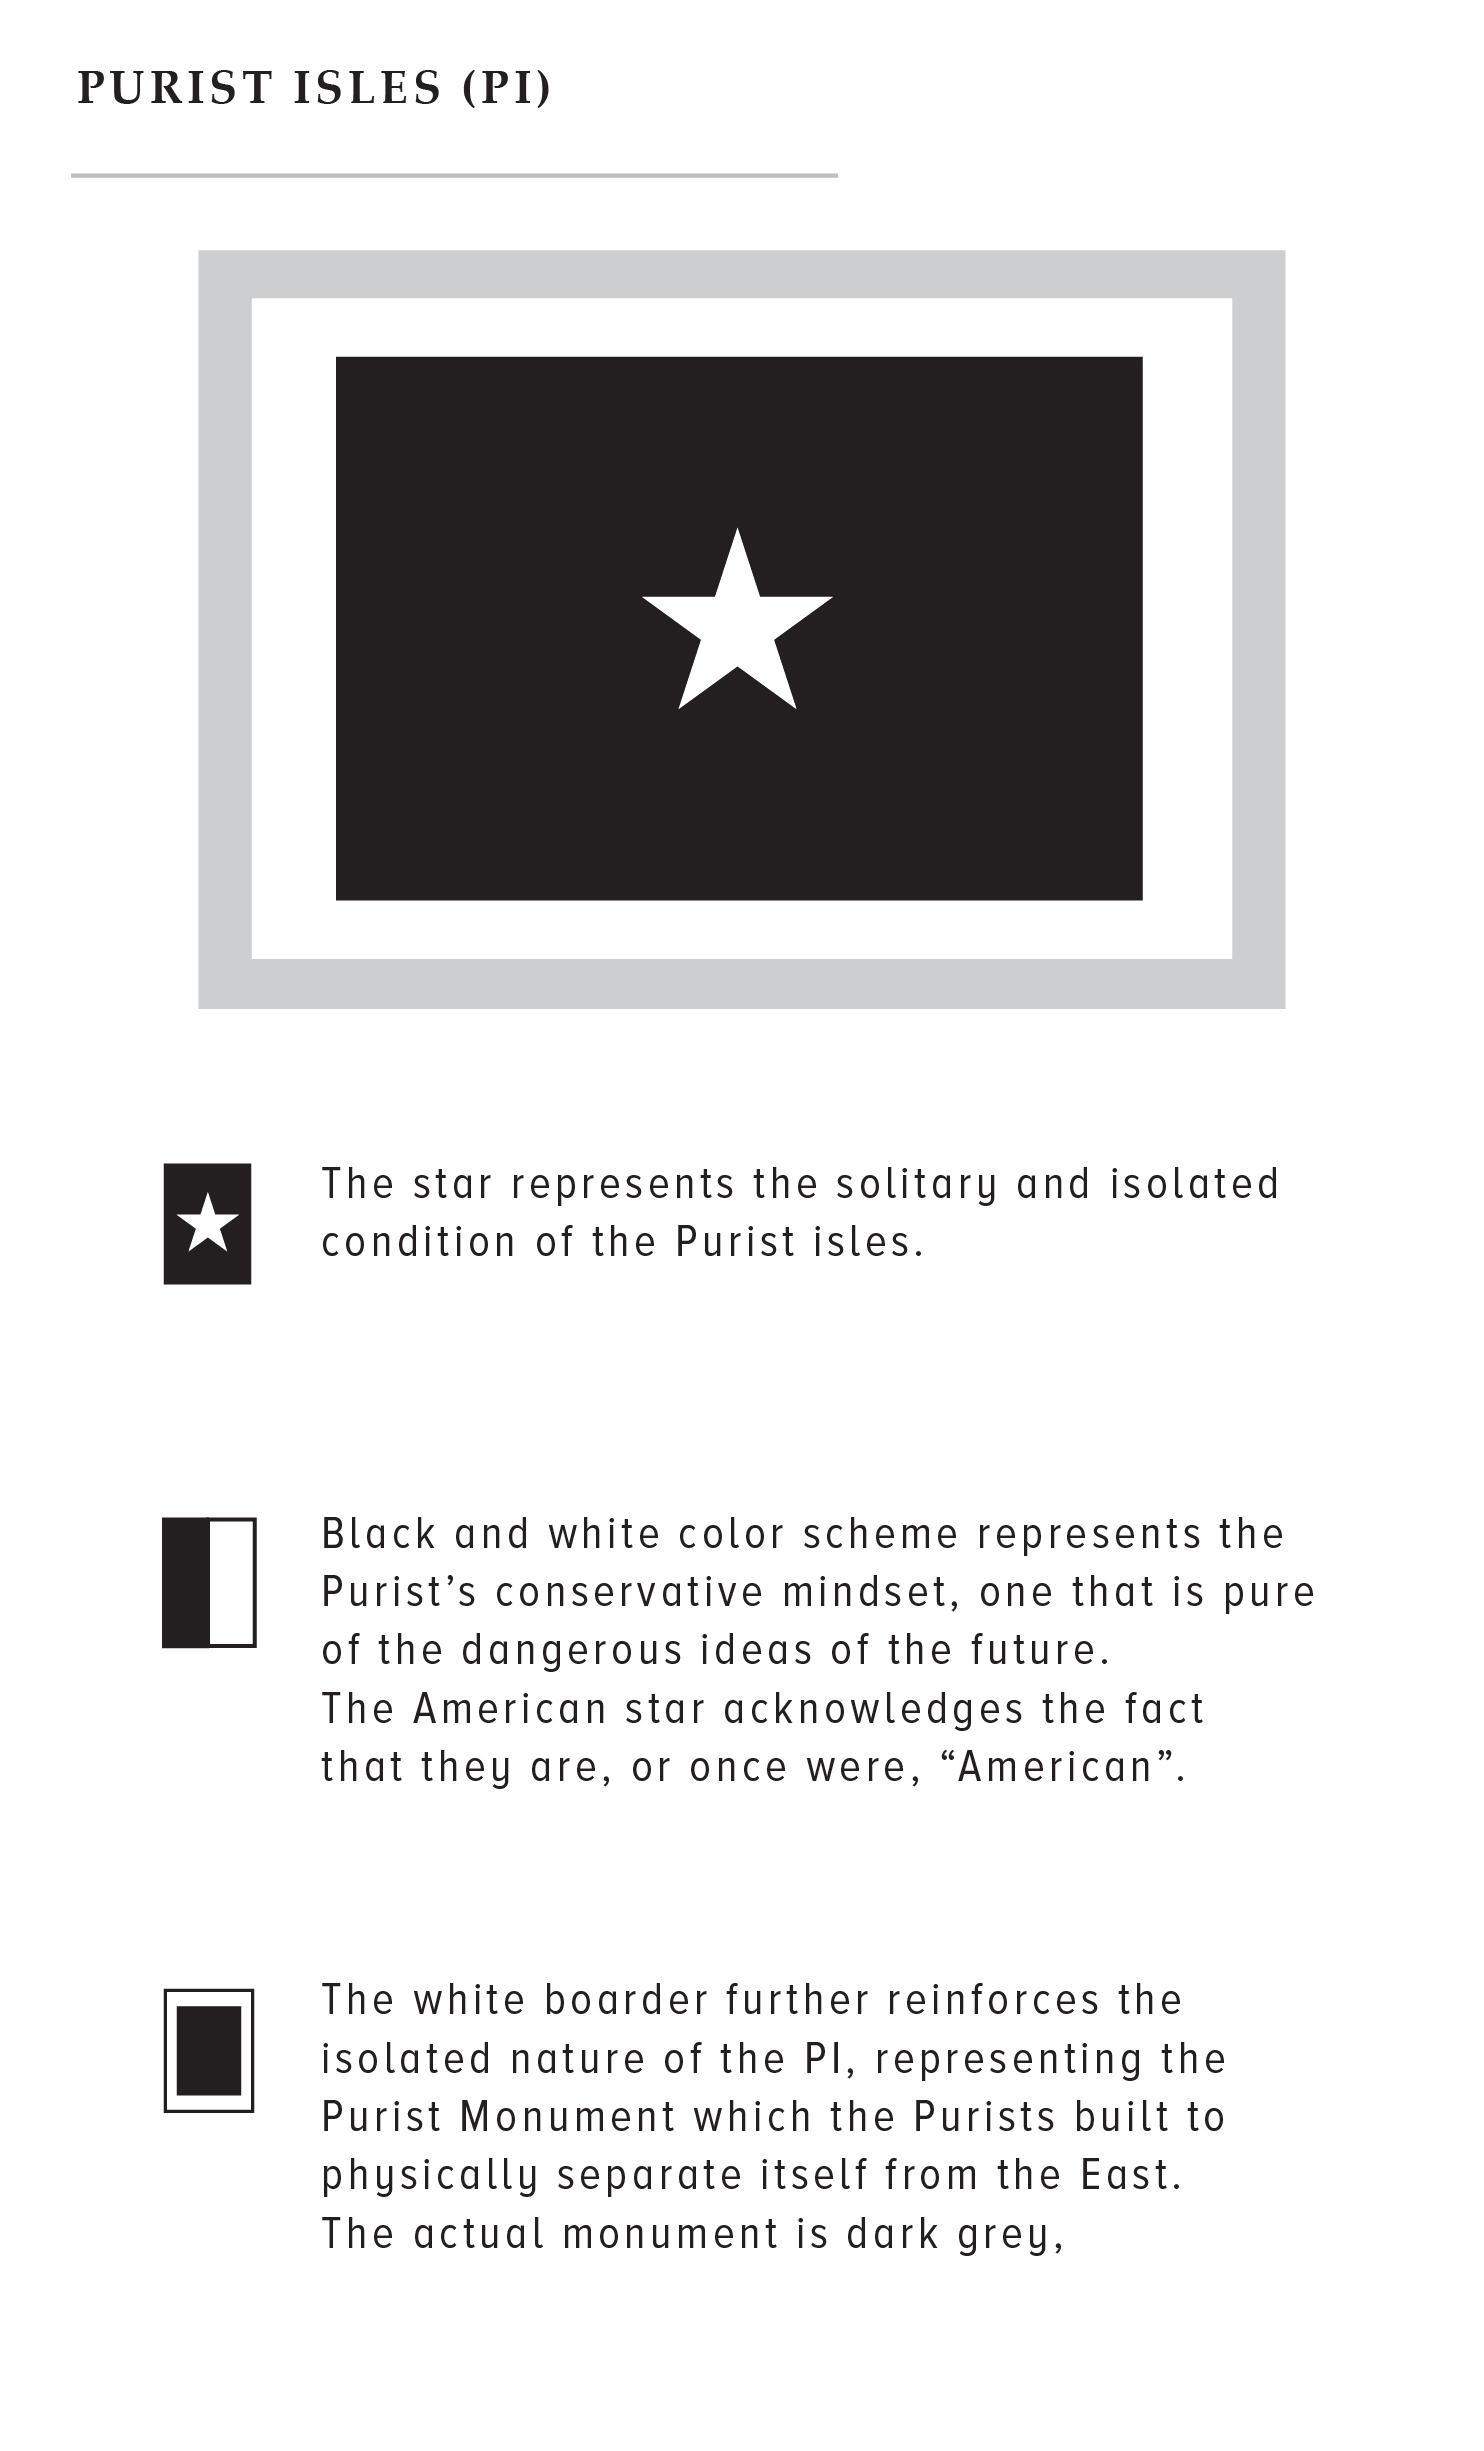 PURIST ISLES (PI)
The star represents the solitary and isolated
condition of the Purist isles.
Black and white color scheme represents the
Purist’s conservative mindset, one that is pure
of the dangerous ideas of the future.
The American star acknowledges the fact
that they are, or once were, “American”.
The white boarder further reinforces the
isolated nature of the PI, representing the
Purist Monument which the Purists built to
physically separate itself from the East.
The actual monument is dark grey,